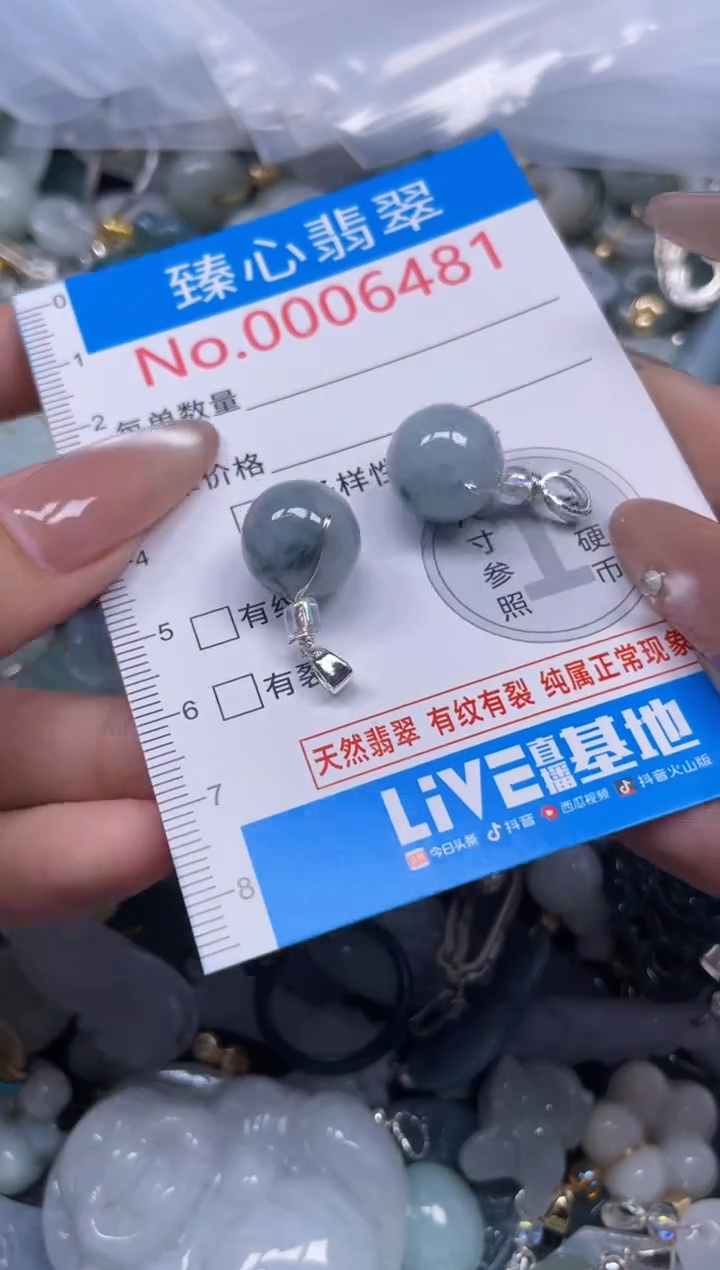 臻心翡翠
No.0006481
数量
价格
样性
尺寸参照
硬币
1
有纹
有裂
天然翡翠 有纹有裂 纯属正常现象
LiVE直播基地
今日头条 抖音 西瓜视频 抖音火山版
0
1
2
4
5
6
7
8